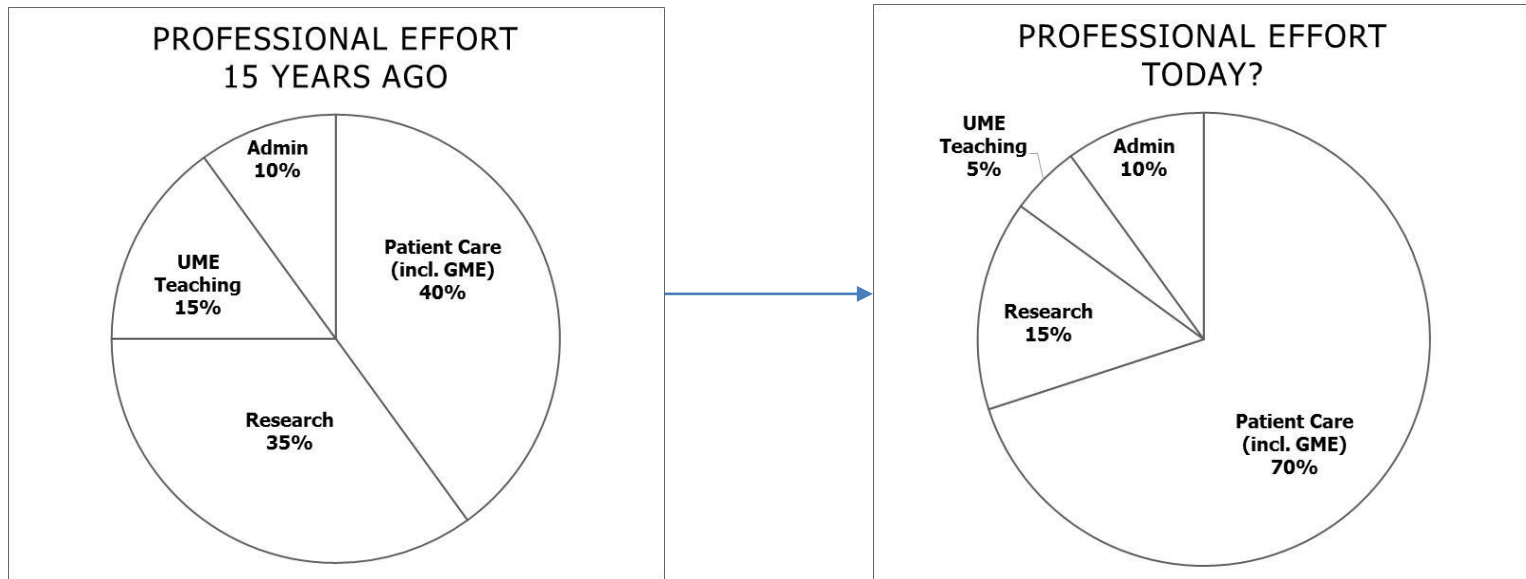 PROFESSIONAL EFFORT
15 YEARS AGO
Admin
10%
Patient Care
(incl. GME)
40%
UME
Teaching
15%
Research
35%
PROFESSIONAL EFFORT
TODAY?
UME
Teaching
5%
Admin
10%
Research
15%
Patient Care
(incl. GME)
70%